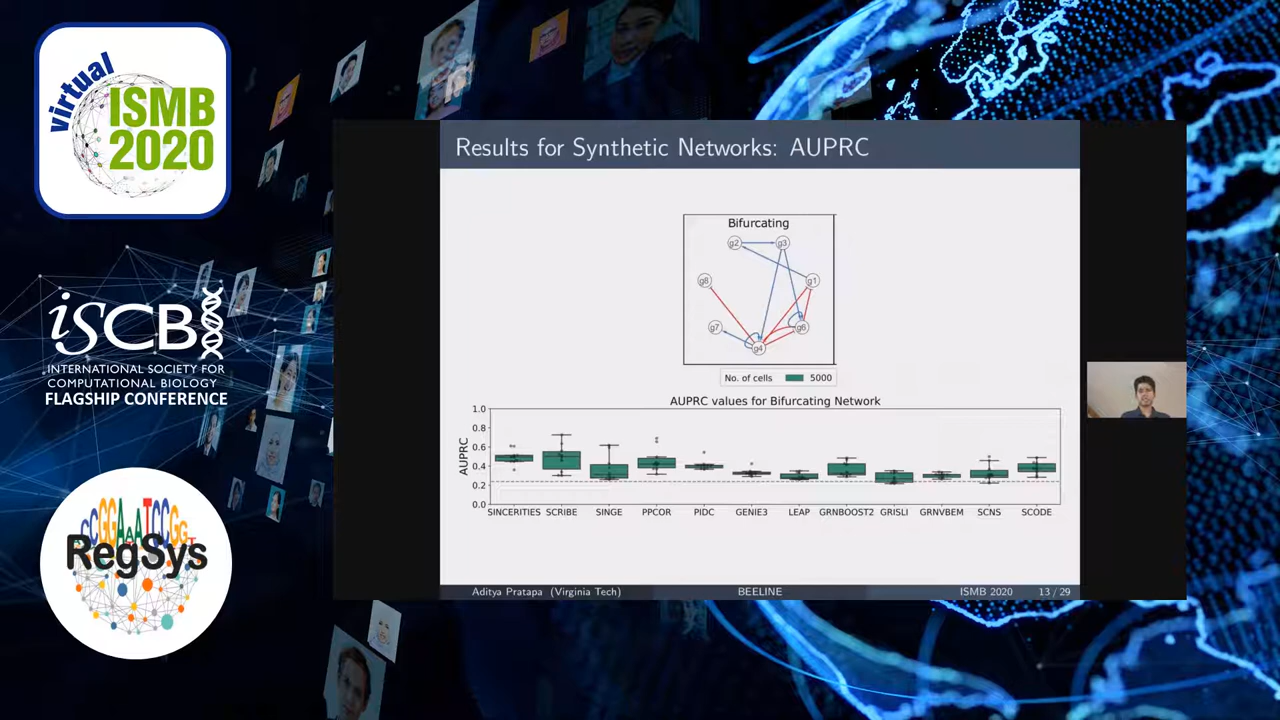 virtual
ISMB
2020
iSCB
INTERNATIONAL SOCIETY FOR
COMPUTATIONAL BIOLOGY
FLAGSHIP CONFERENCE
RegSys
Results for Synthetic Networks: AUPRC
Bifurcating
g2
g3
g8
g1
g7
g6
g4
No. of cells
5000
AUPRC values for Bifurcating Network
AUPRC
1.0
0.8
0.6
0.4
0.2
0.0
SINCERITIES SCRIBE SINGE PPCOR PIDC GENIE3 LEAP GRNBOOST2 GRISLI GRNVBEM SCNS SCODE
Aditya Pratapa (Virginia Tech) BEELINE ISMB 2020 13 / 29